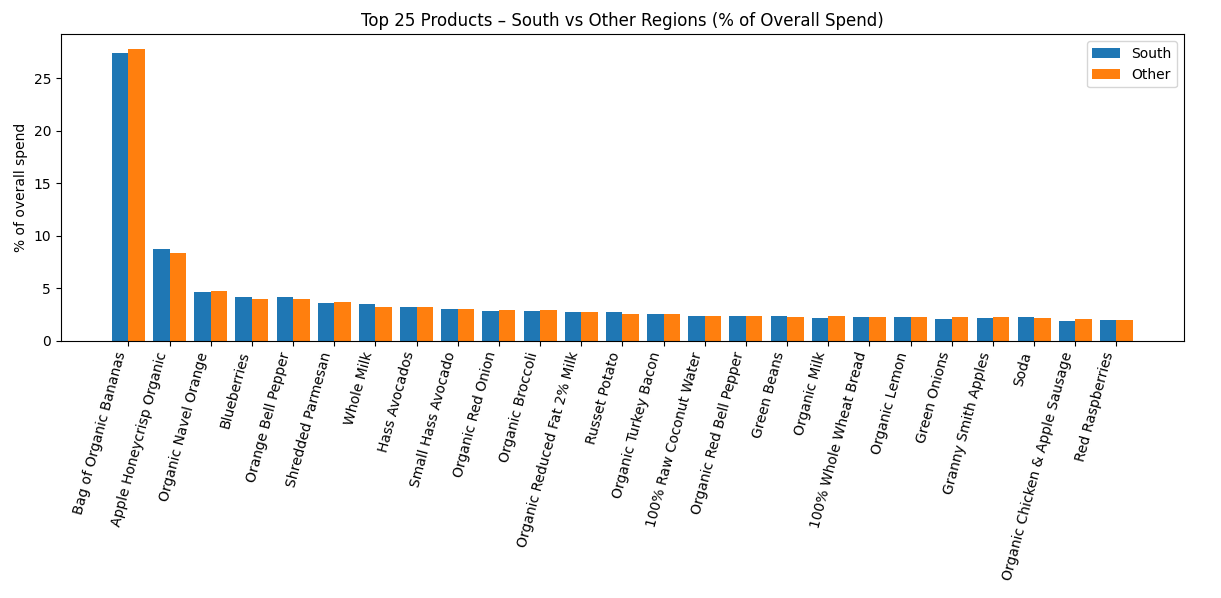 Top 25 Products – South vs Other Regions (% of Overall Spend)
South
Other
% of overall spend
25
20
15
10
5
0
Bag of Organic Bananas
Apple Honeycrisp Organic
Organic Navel Orange
Blueberries
Orange Bell Pepper
Shredded Parmesan
Whole Milk
Hass Avocados
Small Hass Avocado
Organic Red Onion
Organic Broccoli
Organic Reduced Fat 2% Milk
Russet Potato
Organic Turkey Bacon
100% Raw Coconut Water
Organic Red Bell Pepper
Green Beans
Organic Milk
100% Whole Wheat Bread
Organic Lemon
Green Onions
Granny Smith Apples
Soda
Organic Chicken & Apple Sausage
Red Raspberries